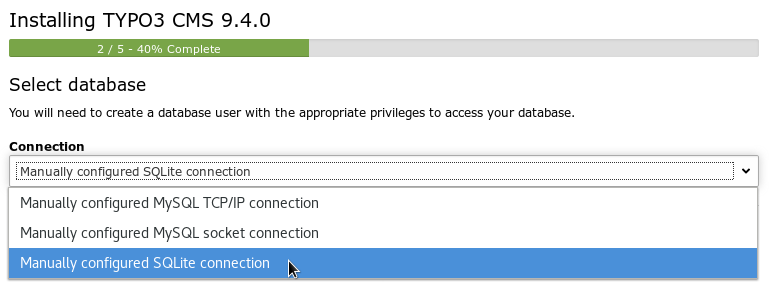 Installing TYPO3 CMS 9.4.0
2 / 5 - 40% Complete
Select database
You will need to create a database user with the appropriate privileges to access your database.
Connection
Manually configured SQLite connection
Manually configured MySQL TCP/IP connection
Manually configured MySQL socket connection
Manually configured SQLite connection